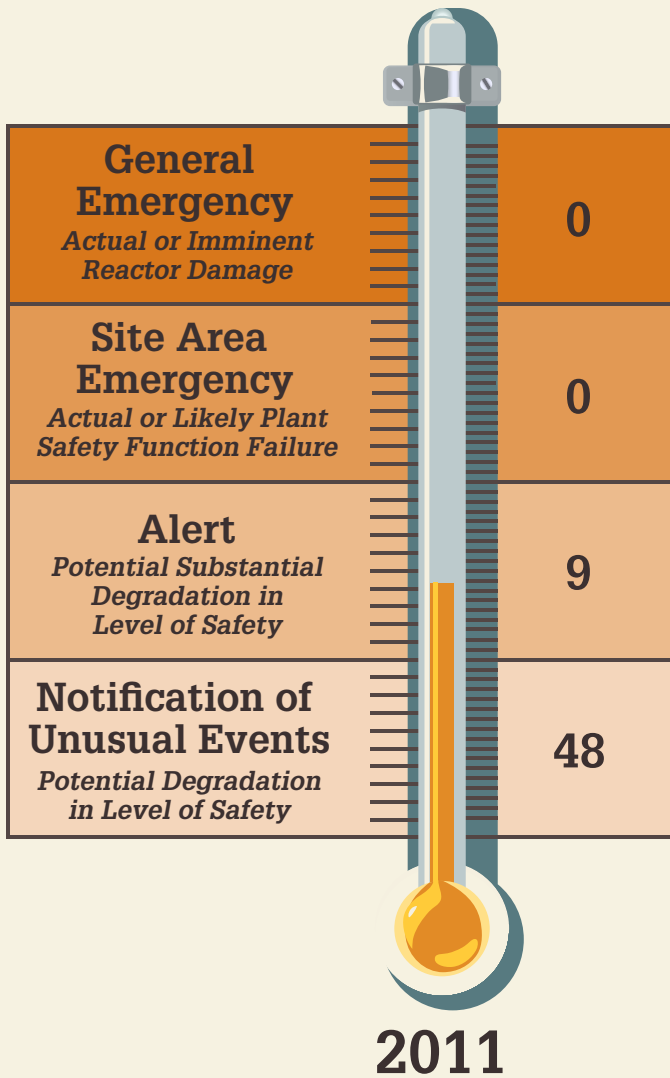 General
Emergency
Actual or Imminent
Reactor Damage
0
Site Area
Emergency
Actual or Likely Plant
Safety Function Failure
0
Alert
Potential Substantial
Degradation in
Level of Safety
9
Notification of
Unusual Events
Potential Degradation
in Level of Safety
48
2011